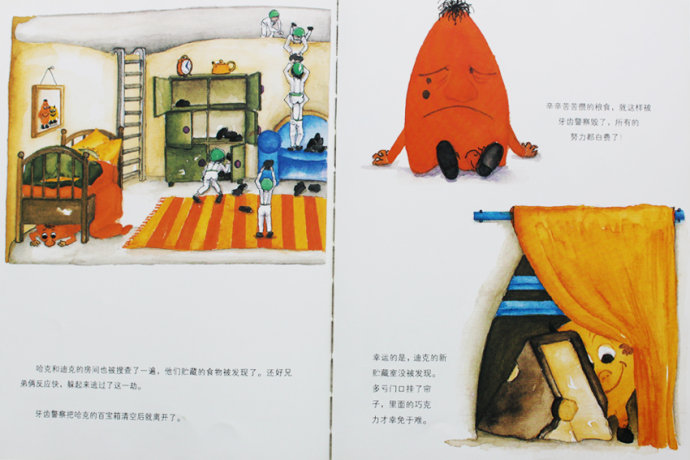 哈克和迪克的房间也被搜查了一遍，他们贮藏的食物被发现了。还好兄
弟俩反应快，躲起来逃过了这一劫。
牙齿警察把哈克的百宝箱清空后就离开了。
辛辛苦苦攒的粮食，就这样被
牙齿警察毁了，所有的
努力都白费了！
幸运的是，迪克的新
贮藏室没被发现。
多亏门口挂了帘
子，里面的巧克
力才幸免于难。